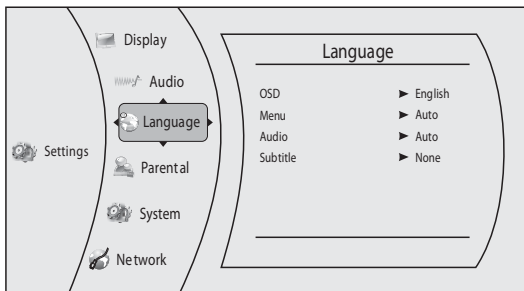 Settings
Display
Audio
Language
Parental
System
Network
Language
OSD ► English
Menu ► Auto
Audio ► Auto
Subtitle ► None